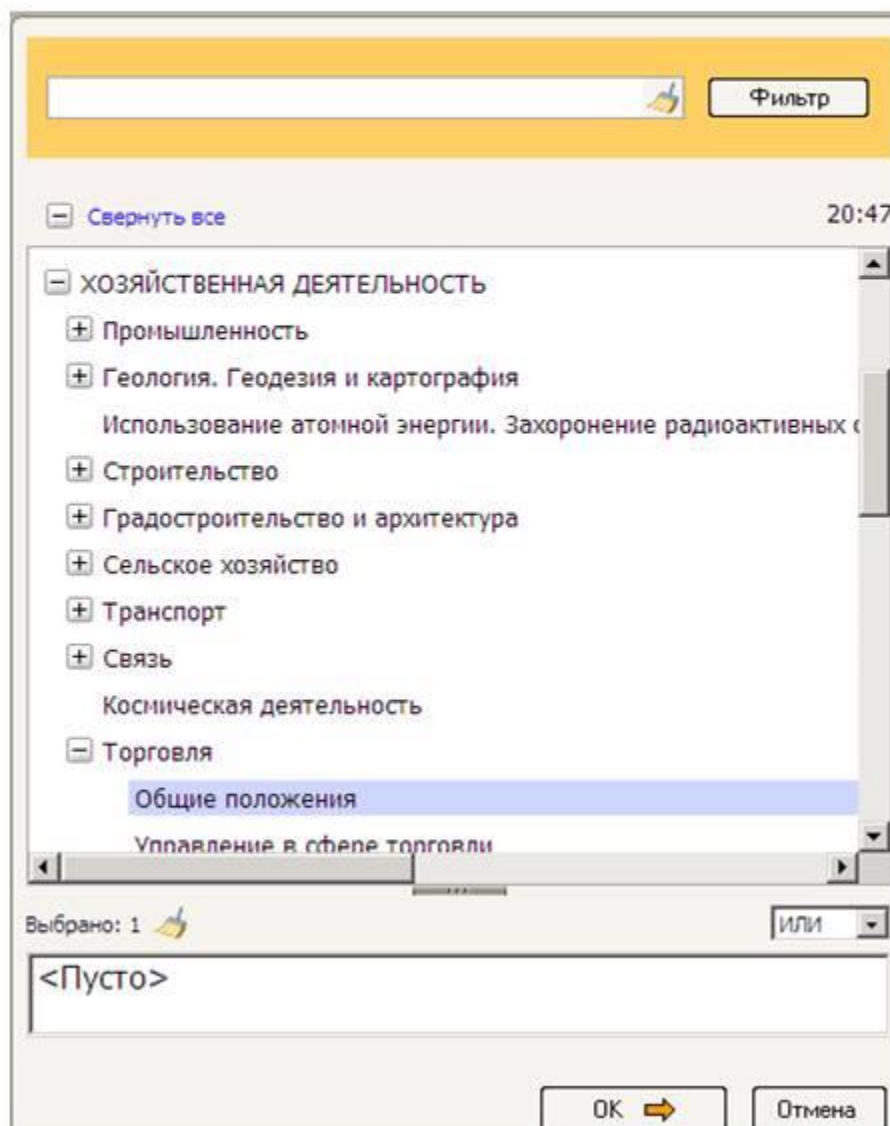 Фильтр
Свернуть все 20:47
ХОЗЯЙСТВЕННАЯ ДЕЯТЕЛЬНОСТЬ
Промышленность
Геология. Геодезия и картография
Использование атомной энергии. Захоронение радиоактивных
Строительство
Градостроительство и архитектура
Сельское хозяйство
Транспорт
Связь
Космическая деятельность
Торговля
Общие положения
Управление в сфере торговли
Выбрано: 1 ИЛИ
<Пусто>
ОК Отмена